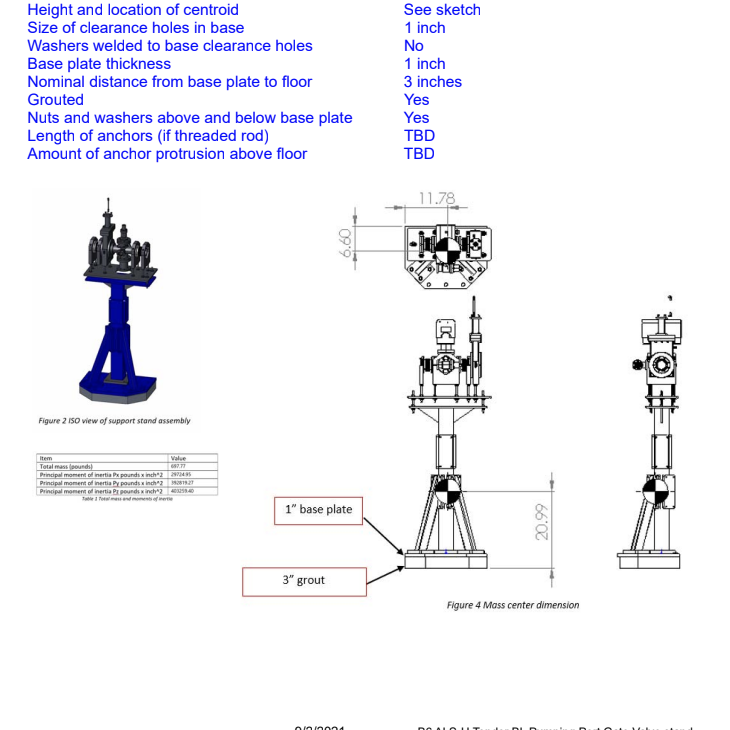 Height and location of centroid See sketch
Size of clearance holes in base 1 inch
Washers welded to base clearance holes No
Base plate thickness 1 inch
Nominal distance from base plate to floor 3 inches
Grouted Yes
Nuts and washers above and below base plate Yes
Length of anchors (if threaded rod) TBD
Amount of anchor protrusion above floor TBD
11.78
6.60
Figure 2 ISO view of support stand assembly
Item Value
Total mass (pounds) 697.77
Principal moment of inertia Px pounds x inch^2 29724.95
Principal moment of inertia Py pounds x inch^2 392819.27
Principal moment of inertia Pz pounds x inch^2 403259.40
Table 1 Total mass and moments of inertia
1” base plate
20.99
3” grout
Figure 4 Mass center dimension